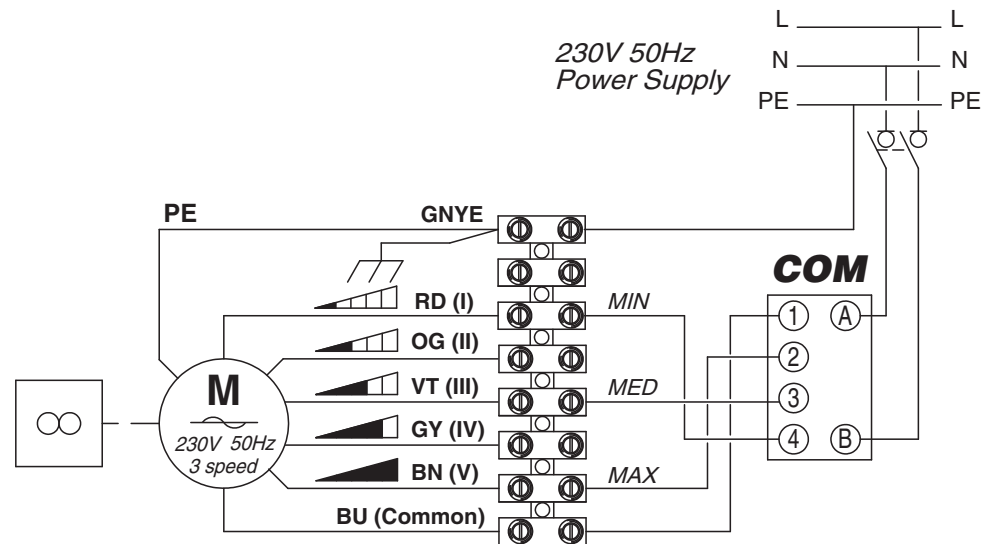 L L
230V 50Hz
N N
Power Supply
PE PE
PE GNYE
COM
RD (I) MIN 1 A
OG (II)
2
VT (III) MED 3
M
GY (IV) 4 B
230V 50Hz
3 speed
BN (V) MAX
BU (Common)